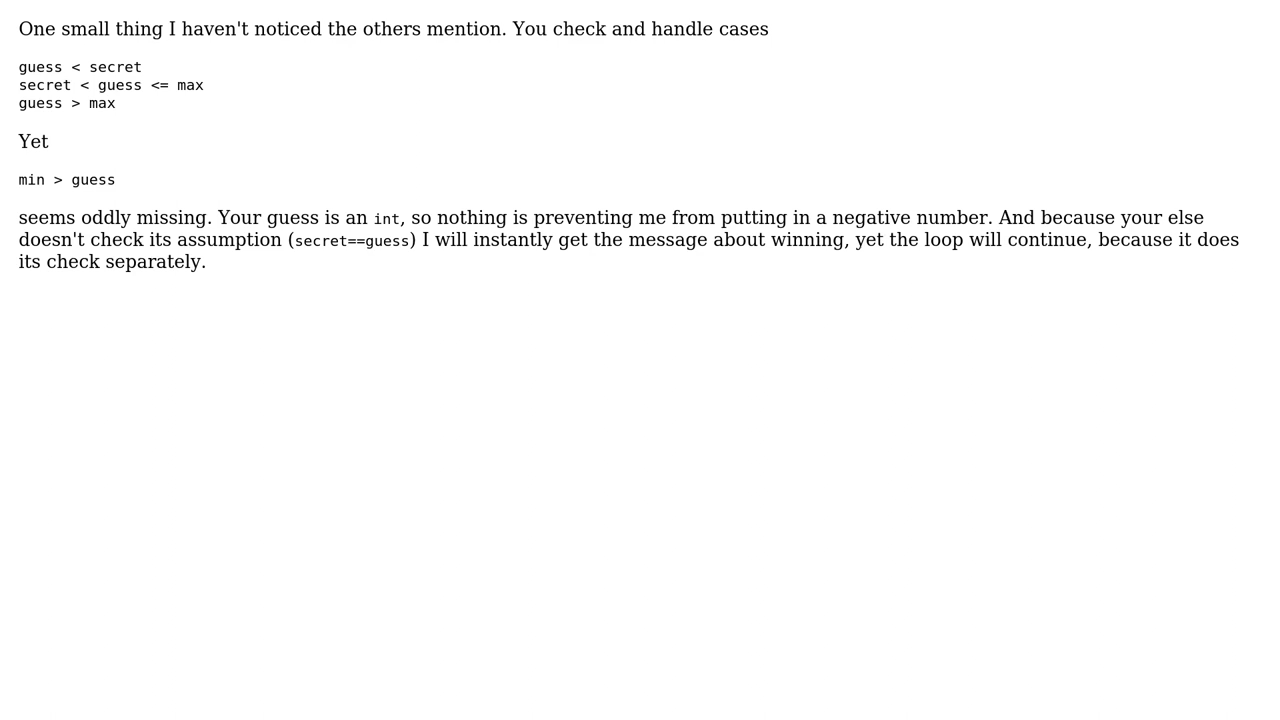 One small thing I haven't noticed the others mention. You check and handle cases
guess < secret
secret < guess <= max
guess > max
Yet
min > guess
seems oddly missing. Your guess is an int, so nothing is preventing me from putting in a negative number. And because your else
doesn't check its assumption (secret==guess) I will instantly get the message about winning, yet the loop will continue, because it does
its check separately.